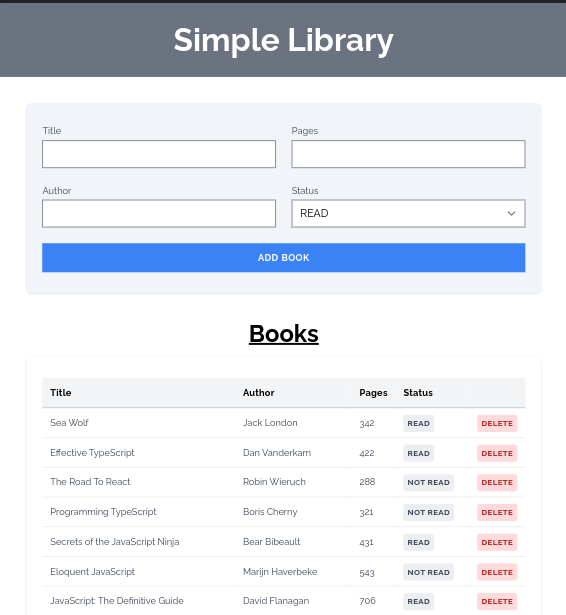 Simple Library
Title Pages
Author Status
READ
ADD BOOK
Books
Title Author Pages Status
Sea Wolf Jack London 342 READ DELETE
Effective TypeScript Dan Vanderkam 422 READ DELETE
The Road To React Robin Wieruch 288 NOT READ DELETE
Programming TypeScript Boris Cherny 321 NOT READ DELETE
Secrets of the JavaScript Ninja Bear Bibeault 431 READ DELETE
Eloquent JavaScript Marijn Haverbeke 543 NOT READ DELETE
JavaScript: The Definitive Guide David Flanagan 706 READ DELETE